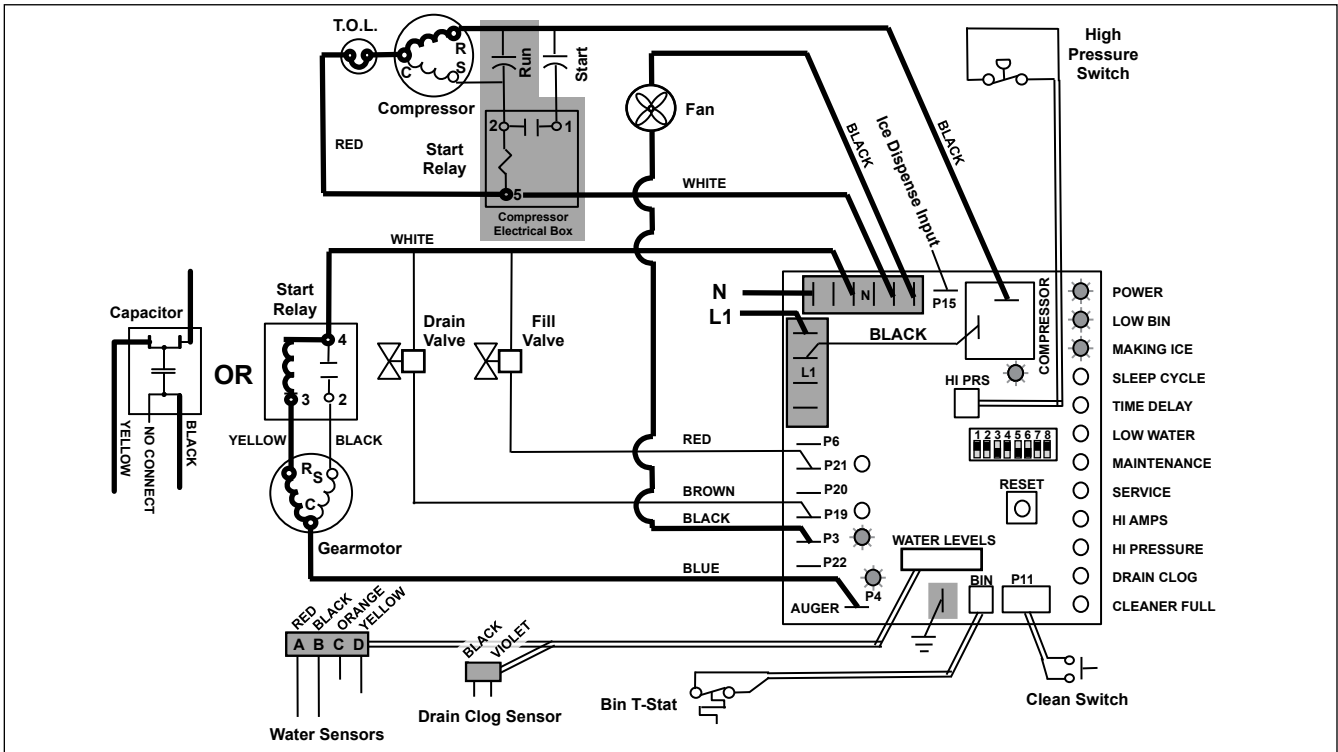 T.O.L.
R
S
C
Compressor
Run
Start
RED
2
1
Start
Relay
5
Compressor
Electrical Box
WHITE
WHITE
Fan
BLACK
Ice Dispense Input
BLACK
High
Pressure
Switch
Capacitor
YELLOW
NO CONNECT
BLACK
OR
Start
Relay
4
3
2
YELLOW
BLACK
R
S
C
Gearmotor
Drain
Valve
Fill
Valve
N
L1
N
P15
L1
BLACK
COMPRESSOR
HI PRS
POWER
LOW BIN
MAKING ICE
SLEEP CYCLE
TIME DELAY
LOW WATER
MAINTENANCE
SERVICE
HI AMPS
HI PRESSURE
DRAIN CLOG
CLEANER FULL
1 2 3 4 5 6 7 8
RESET
RED
BROWN
BLACK
BLUE
P6
P21
P20
P19
P3
P22
P4
AUGER
WATER LEVELS
BIN
P11
RED
BLACK
ORANGE
YELLOW
A B C D
Water Sensors
BLACK
VIOLET
Drain Clog Sensor
Bin T-Stat
Clean Switch